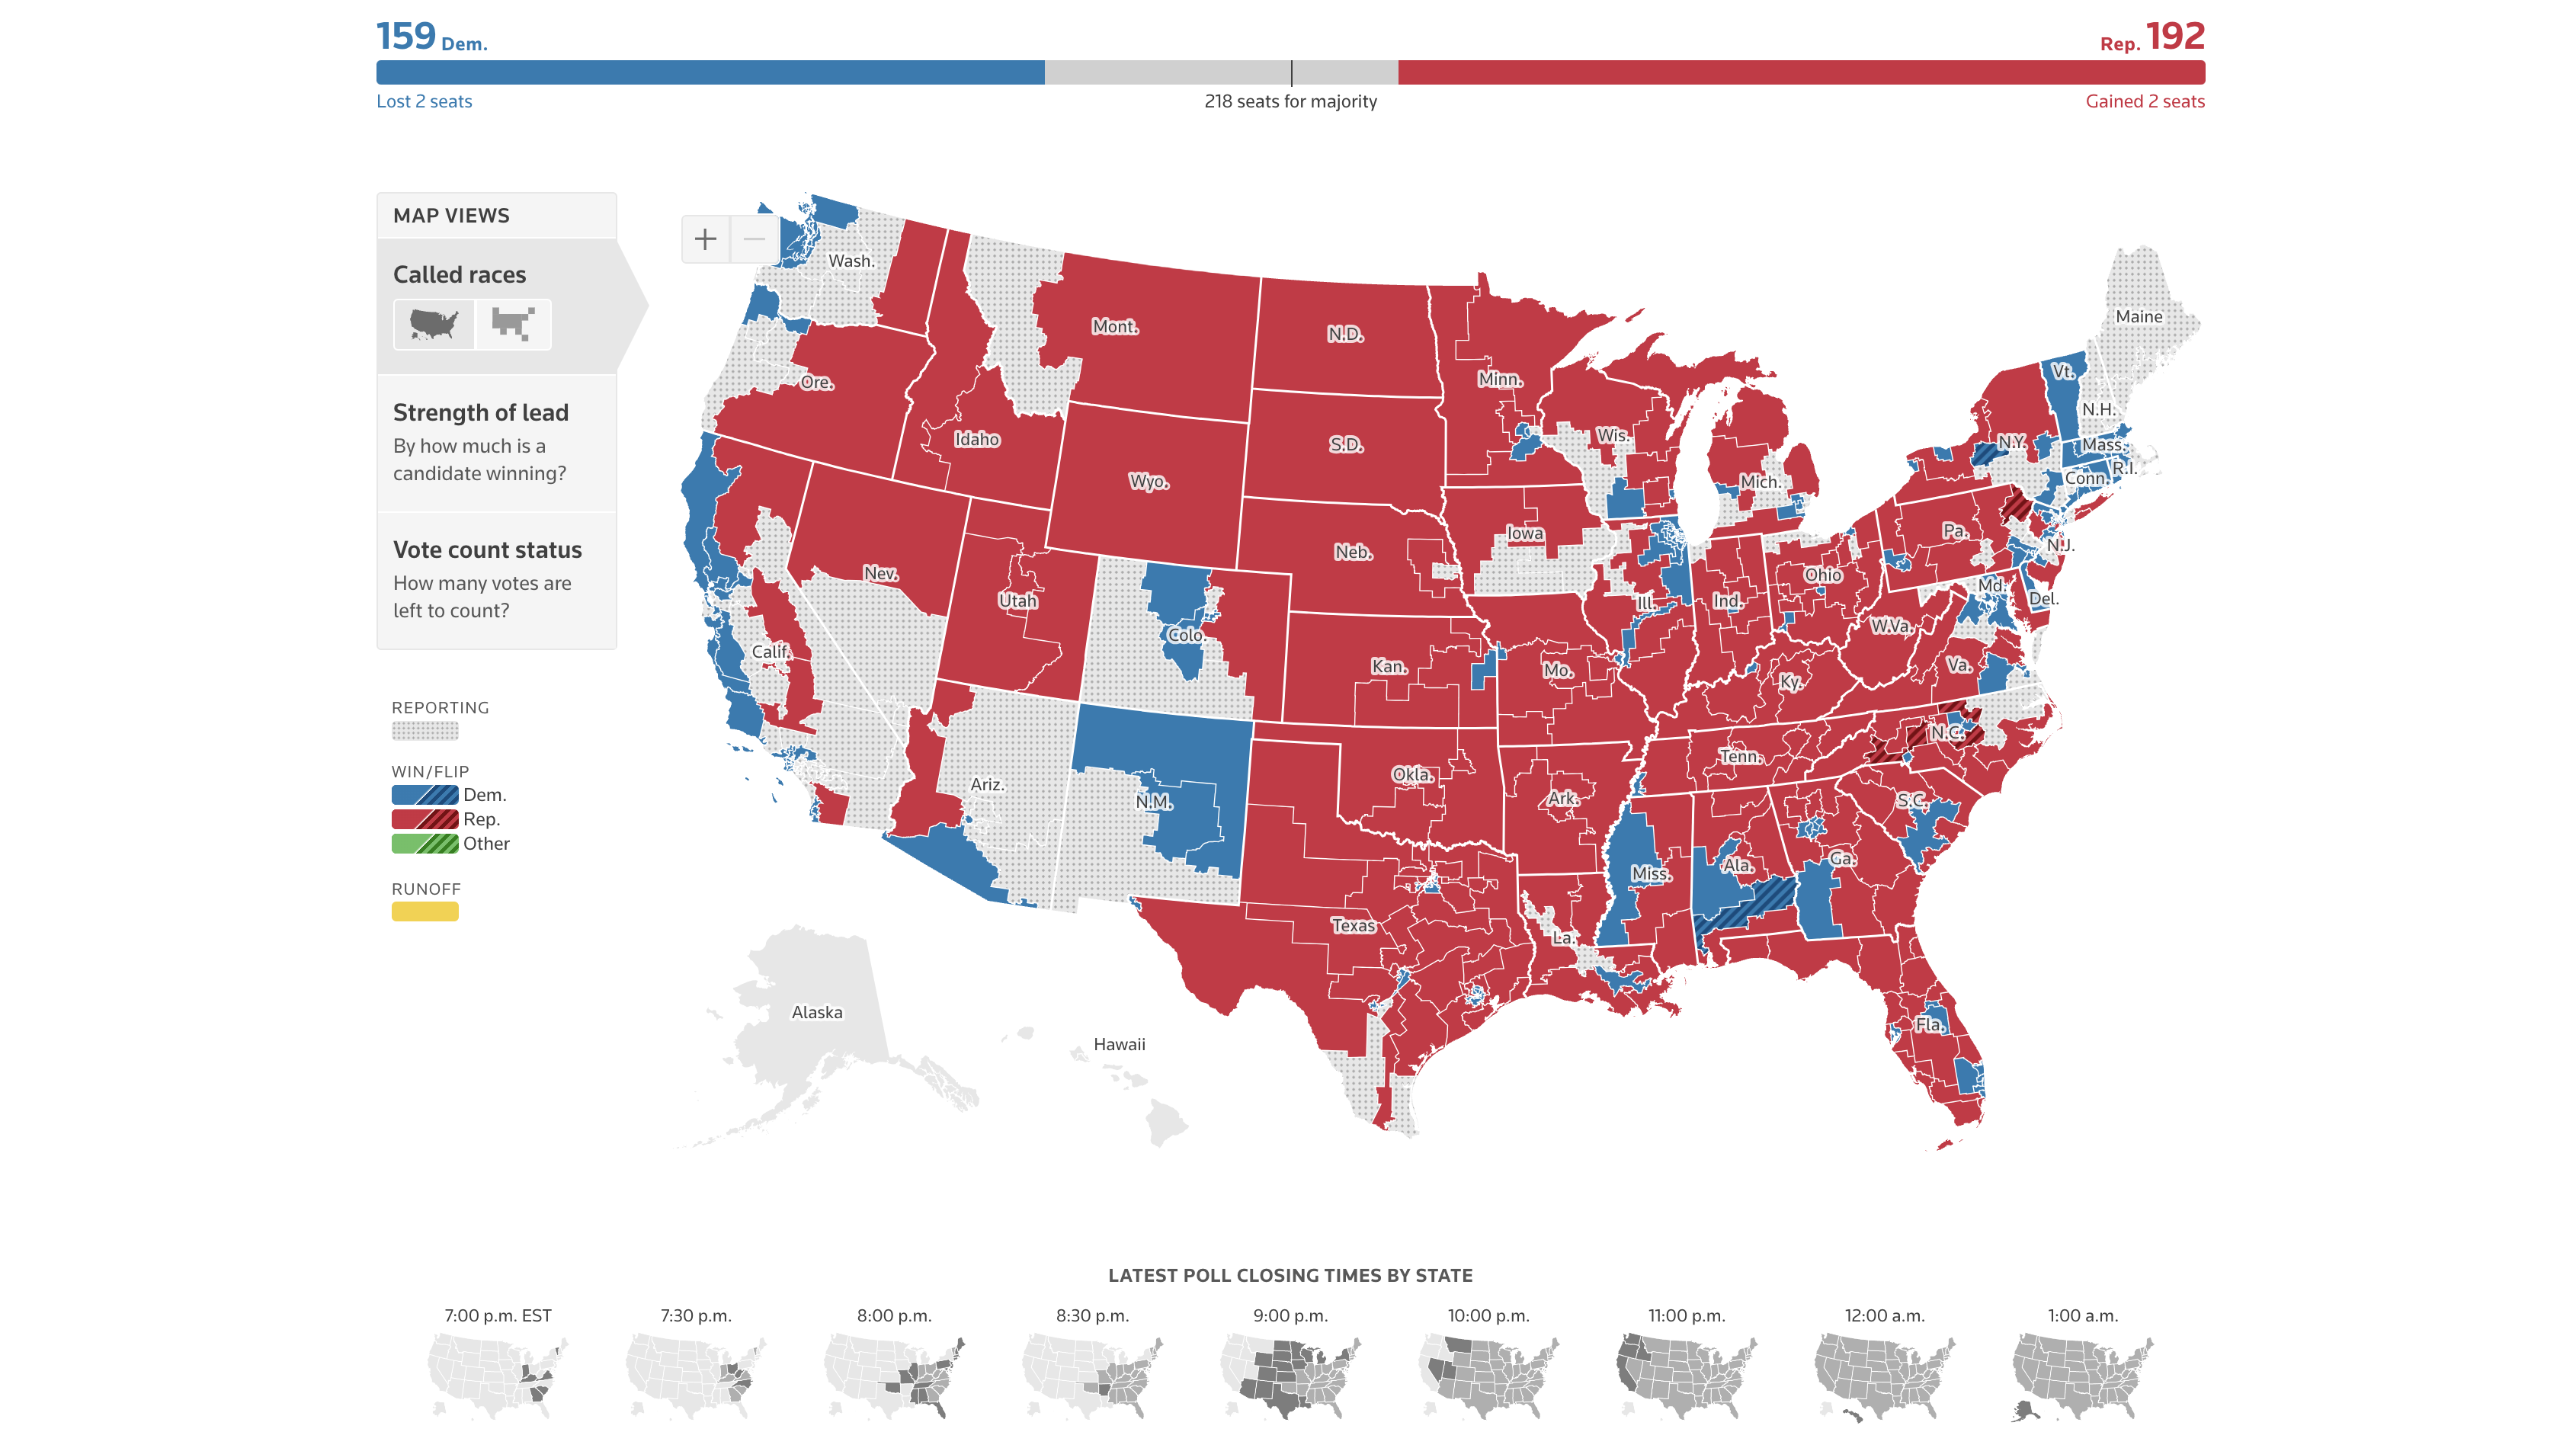 159 Dem.
Rep. 192
Lost 2 seats
218 seats for majority
Gained 2 seats
MAP VIEWS
Called races
Strength of lead
By how much is a
candidate winning?
Vote count status
How many votes are
left to count?
REPORTING
WIN/FLIP
Dem.
Rep.
Other
RUNOFF
+
−
Wash.
Ore.
Calif.
Nev.
Idaho
Mont.
Wyo.
Utah
Colo.
Ariz.
N.M.
N.D.
S.D.
Neb.
Kan.
Okla.
Texas
Minn.
Iowa
Mo.
Ark.
La.
Wis.
Ill.
Mich.
Ind.
Ohio
Ky.
Tenn.
Miss.
Ala.
Ga.
Fla.
S.C.
N.C.
Va.
W.Va.
Md.
Del.
Pa.
N.J.
N.Y.
Conn.
R.I.
Mass.
Vt.
N.H.
Maine
Alaska
Hawaii
LATEST POLL CLOSING TIMES BY STATE
7:00 p.m. EST
7:30 p.m.
8:00 p.m.
8:30 p.m.
9:00 p.m.
10:00 p.m.
11:00 p.m.
12:00 a.m.
1:00 a.m.